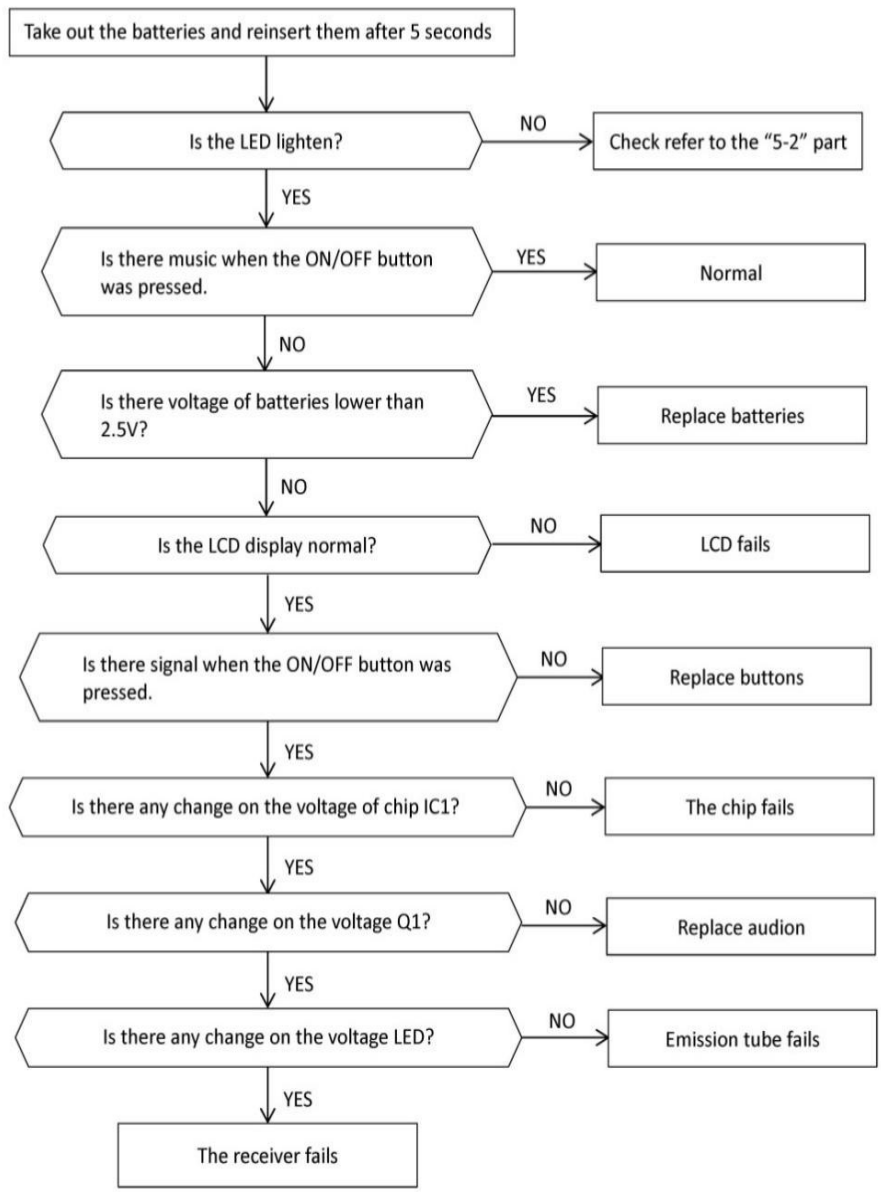 Take out the batteries and reinsert them after 5 seconds
Is the LED lighten?
NO
Check refer to the “5-2” part
YES
Is there music when the ON/OFF button
was pressed.
YES
Normal
NO
Is there voltage of batteries lower than
2.5V?
YES
Replace batteries
NO
Is the LCD display normal?
NO
LCD fails
YES
Is there signal when the ON/OFF button was
pressed.
NO
Replace buttons
YES
Is there any change on the voltage of chip IC1?
NO
The chip fails
YES
Is there any change on the voltage Q1?
NO
Replace audion
YES
Is there any change on the voltage LED?
NO
Emission tube fails
YES
The receiver fails